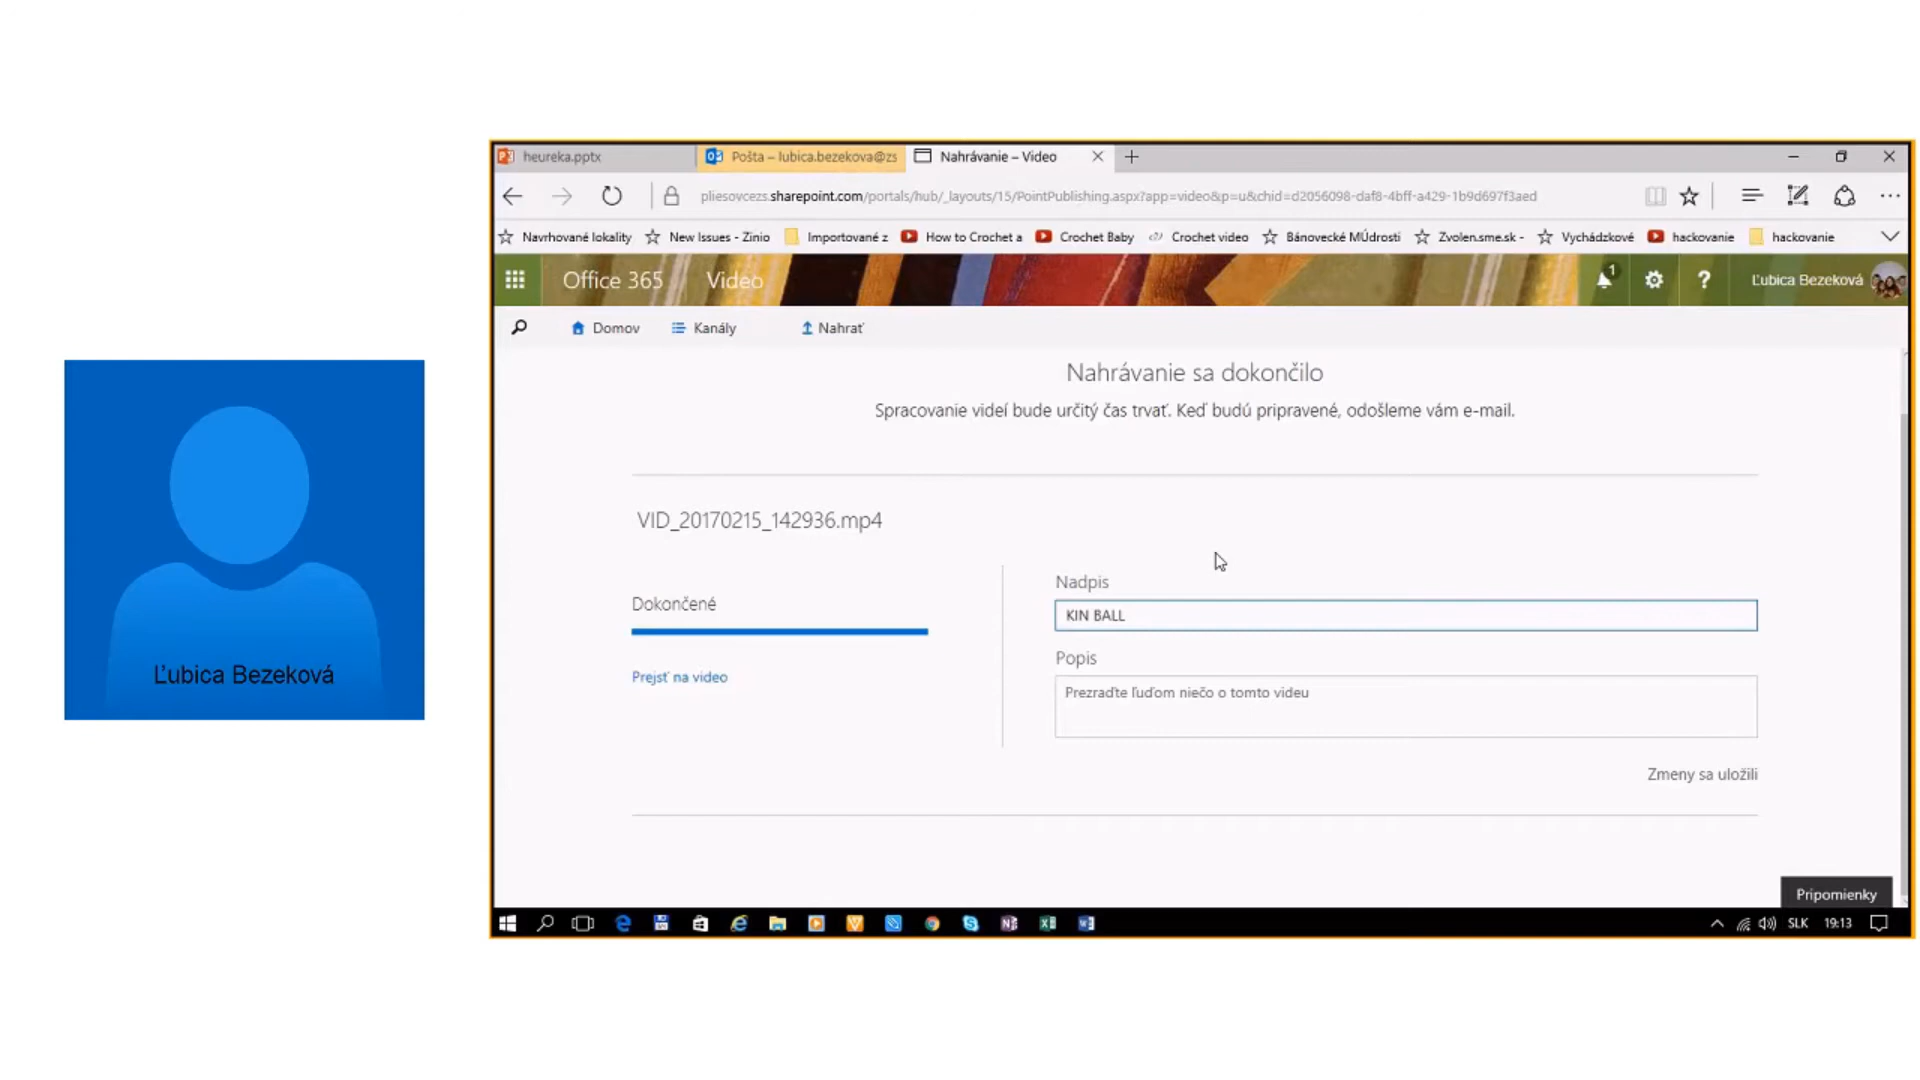 Ľubica Bezeková
heureka.pptx
Pošta – lubica.bezekova@zs
Nahrávanie – Video
pliesovcezs.sharepoint.com/portals/hub/_layouts/15/PointPublishing.aspx?app=video&p=u&chid=d2056098-daf8-4bff-a429-1b9d697f3aed
Navrhované lokality
New Issues - Zinio
Importované z
How to Crochet a
Crochet Baby
Crochet video
Bánovecké MÚdrosti
Zvolen.sme.sk -
Vychádzkové
hackovanie
hackovanie
Office 365
Video
1
?
Ľubica Bezeková
Domov
Kanály
Nahrať
Nahrávanie sa dokončilo
Spracovanie videí bude určitý čas trvať. Keď budú pripravené, odošleme vám e-mail.
VID_20170215_142936.mp4
Dokončené
Prejsť na video
Nadpis
KIN BALL
Popis
Prezraďte ľuďom niečo o tomto videu
Zmeny sa uložili
Pripomienky
SLK
19:13